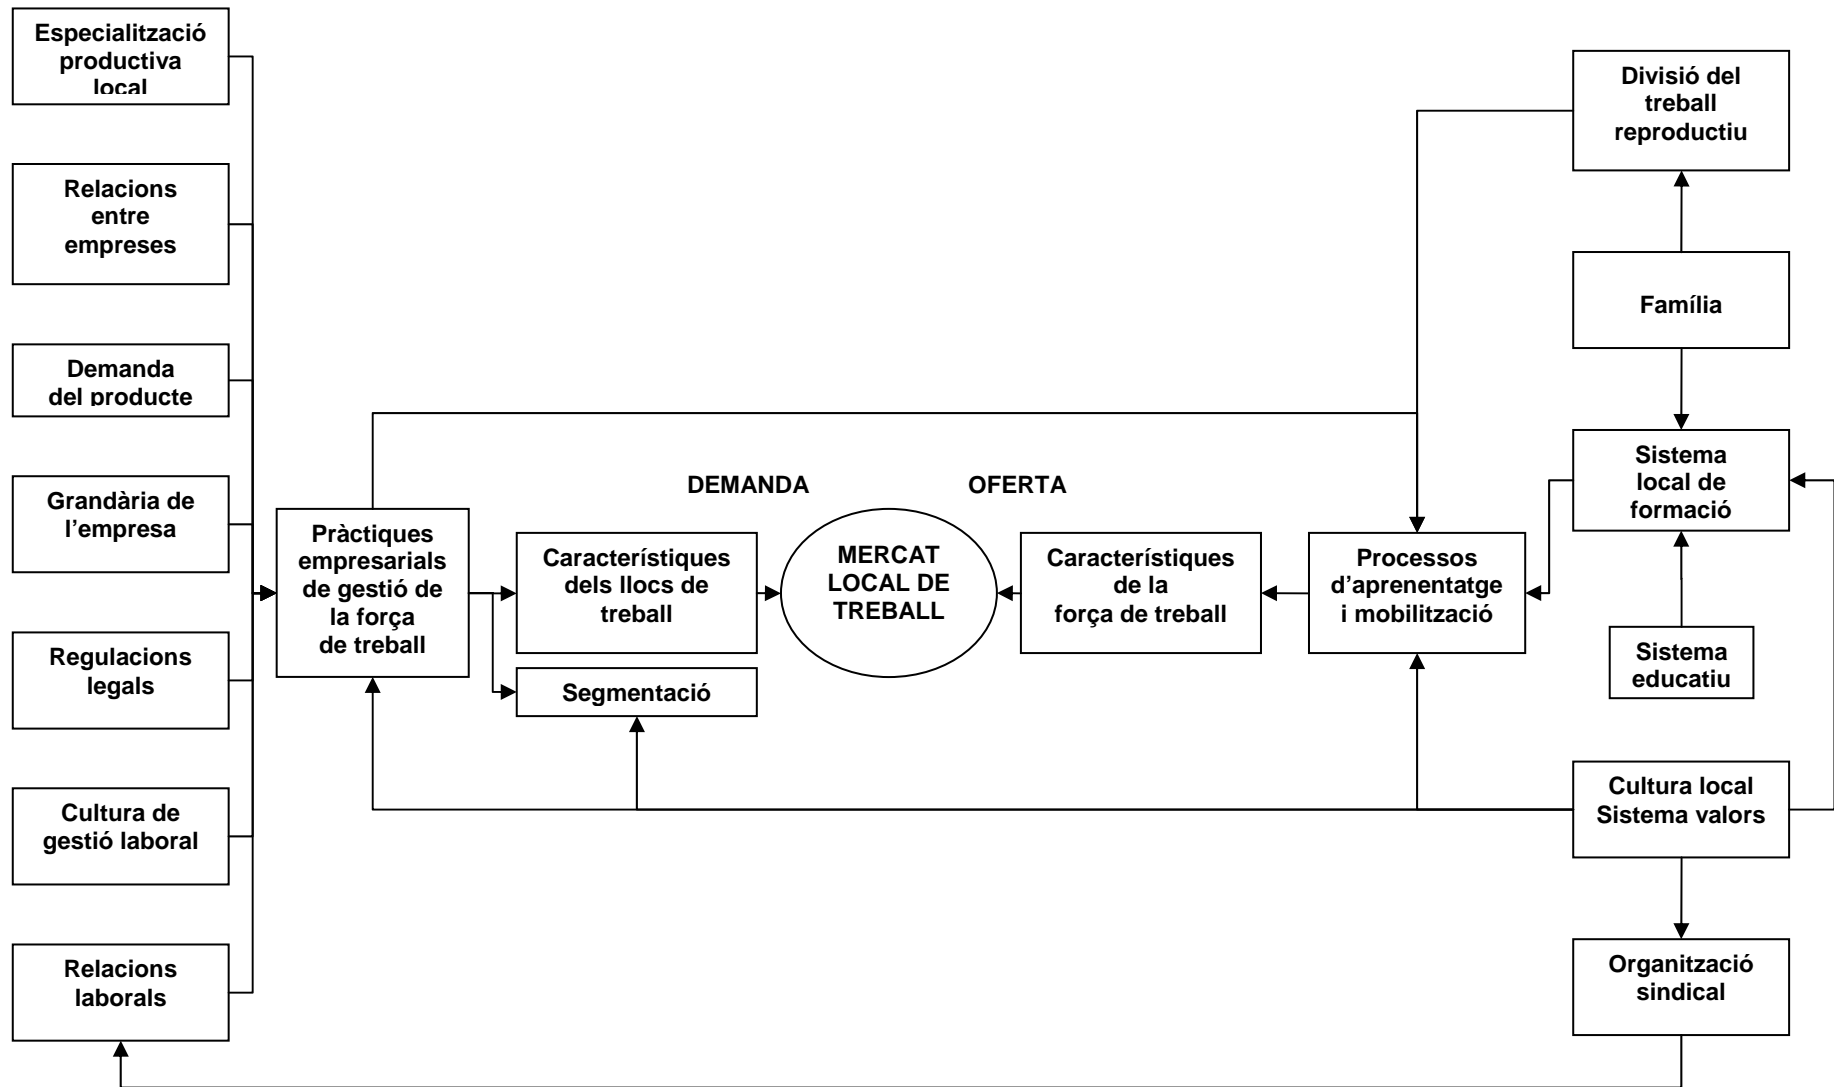 Especialització
productiva
local
Relacions
entre
empreses
Demanda
del producte
Grandària de
l’empresa
Regulacions
legals
Cultura de
gestió laboral
Relacions
laborals
Pràctiques
empresarials
de gestió de
la força
de treball
DEMANDA
Característiques
dels llocs de
treball
Segmentació
MERCAT
LOCAL DE
TREBALL
OFERTA
Característiques
de la
força de treball
Processos
d’aprenentatge
i mobilització
Divisió del
treball
reproductiu
Família
Sistema
local de
formació
Sistema
educatiu
Cultura local
Sistema valors
Organització
sindical